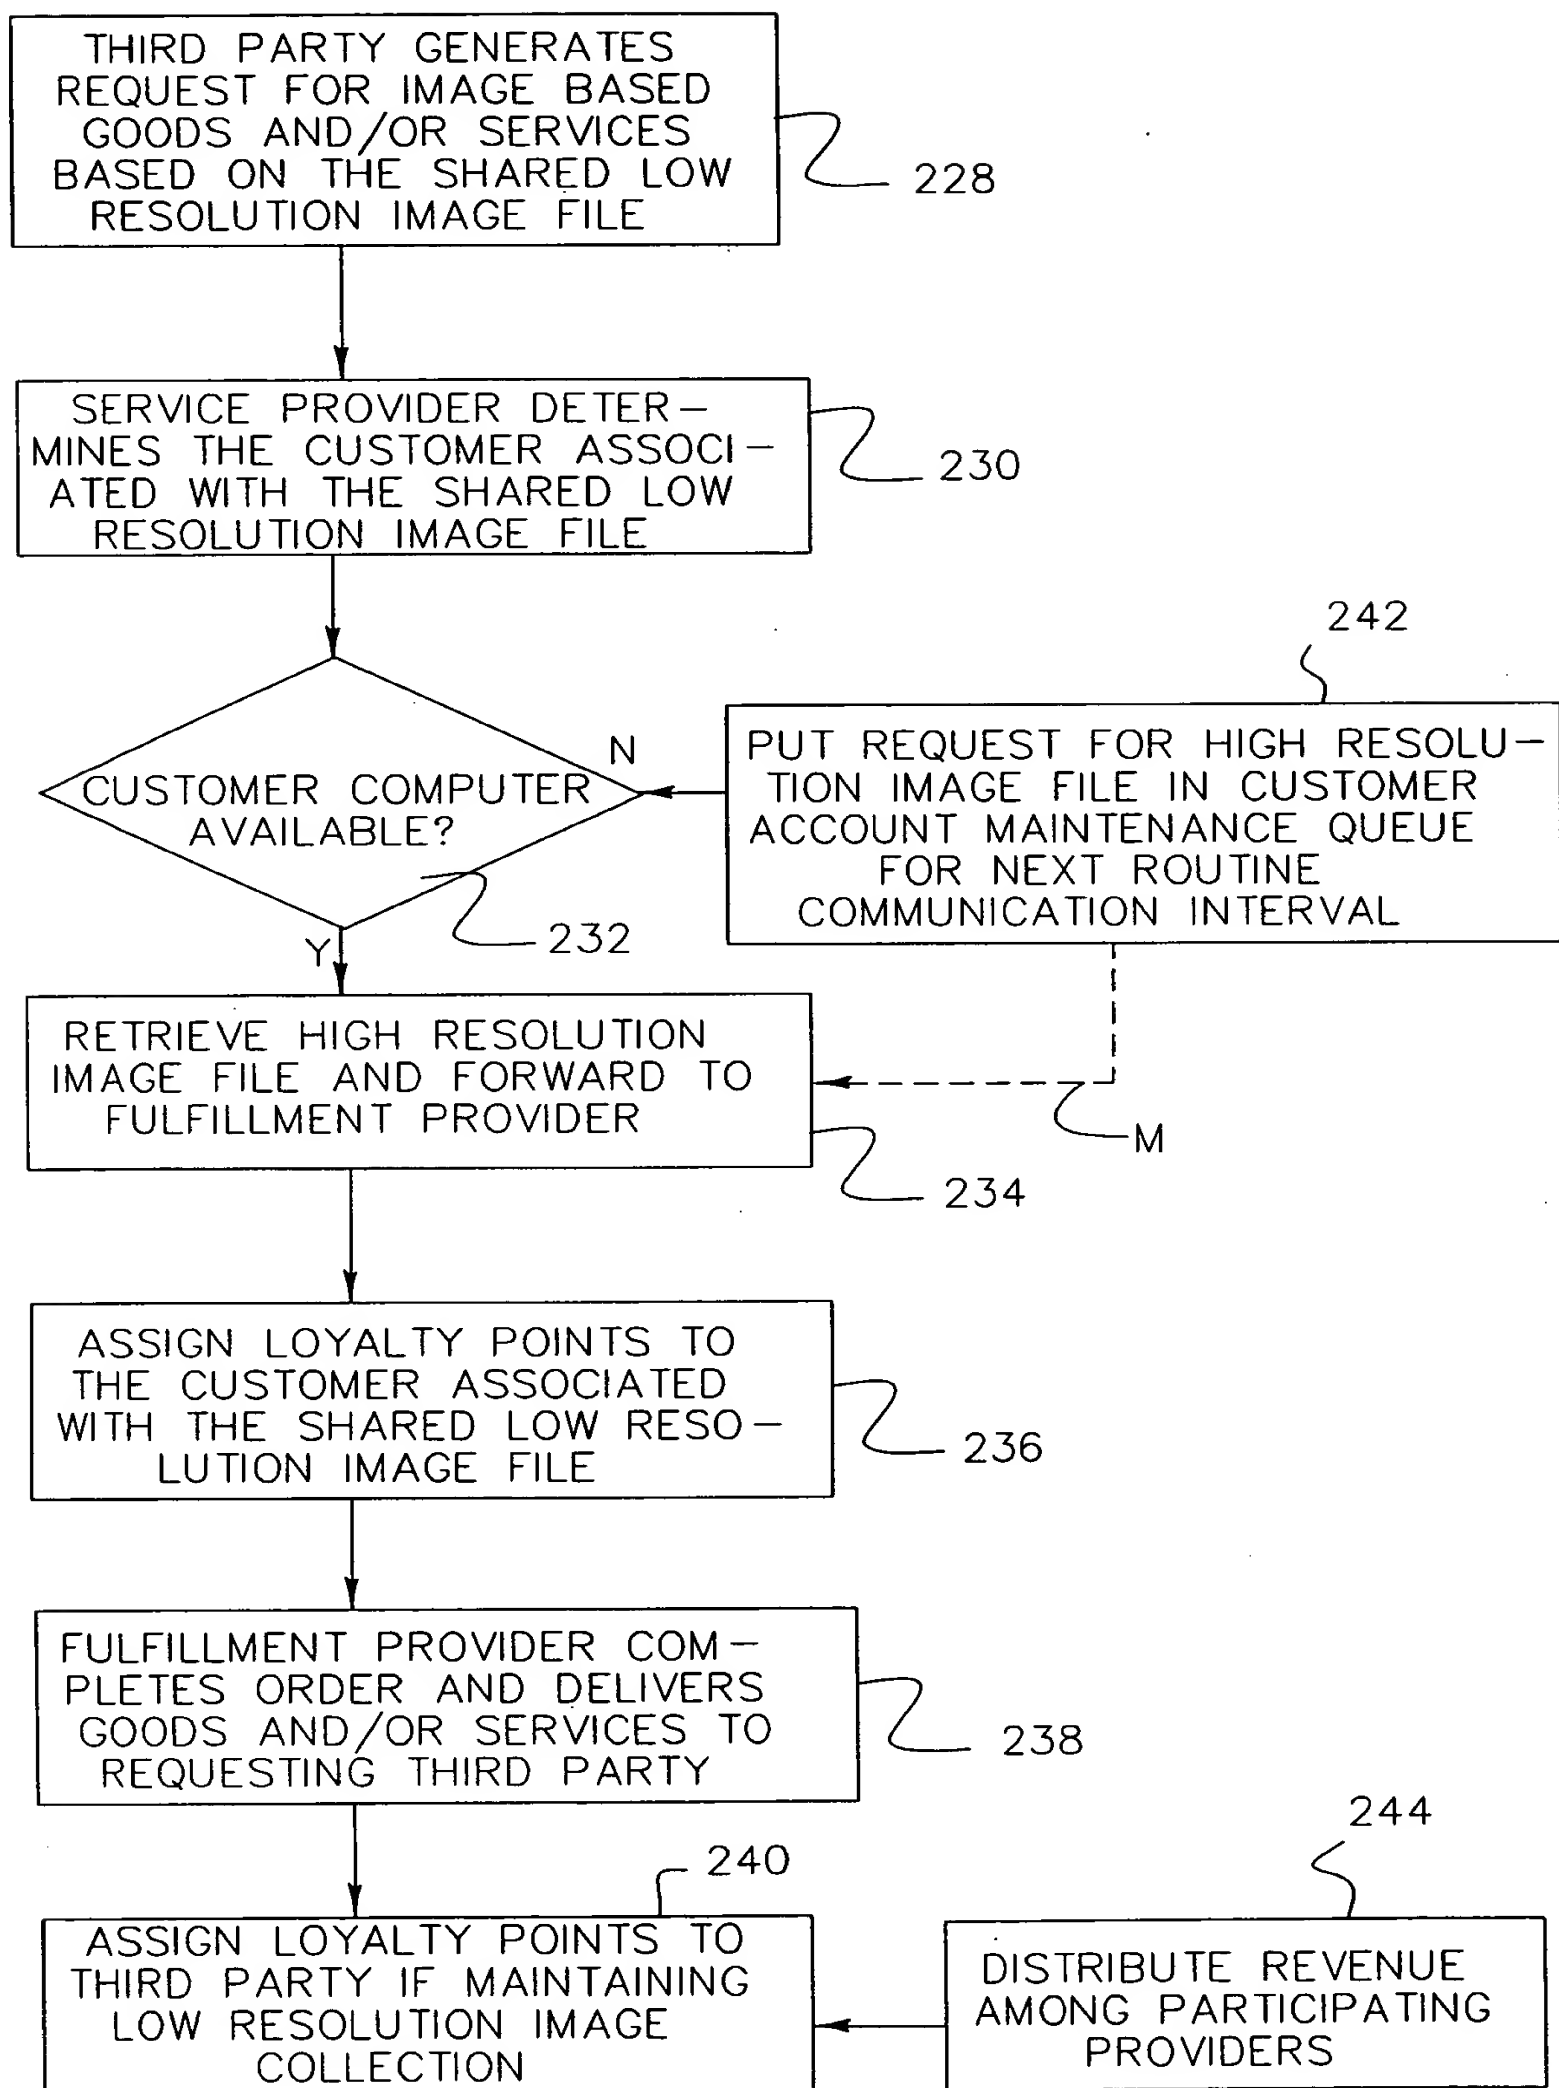 THIRD PARTY GENERATES
REQUEST FOR IMAGE BASED
GOODS AND/OR SERVICES
BASED ON THE SHARED LOW
RESOLUTION IMAGE FILE
228
SERVICE PROVIDER DETER-
MINES THE CUSTOMER ASSOCI-
ATED WITH THE SHARED LOW
RESOLUTION IMAGE FILE
230
242
N
CUSTOMER COMPUTER
AVAILABLE?
232
Y
PUT REQUEST FOR HIGH RESOLU-
TION IMAGE FILE IN CUSTOMER
ACCOUNT MAINTENANCE QUEUE
FOR NEXT ROUTINE
COMMUNICATION INTERVAL
RETRIEVE HIGH RESOLUTION
IMAGE FILE AND FORWARD TO
FULFILLMENT PROVIDER
M
234
ASSIGN LOYALTY POINTS TO
THE CUSTOMER ASSOCIATED
WITH THE SHARED LOW RESO-
LUTION IMAGE FILE
236
FULFILLMENT PROVIDER COM-
PLETES ORDER AND DELIVERS
GOODS AND/OR SERVICES TO
REQUESTING THIRD PARTY
238
240
244
ASSIGN LOYALTY POINTS TO
THIRD PARTY IF MAINTAINING
LOW RESOLUTION IMAGE
COLLECTION
DISTRIBUTE REVENUE
AMONG PARTICIPATING
PROVIDERS